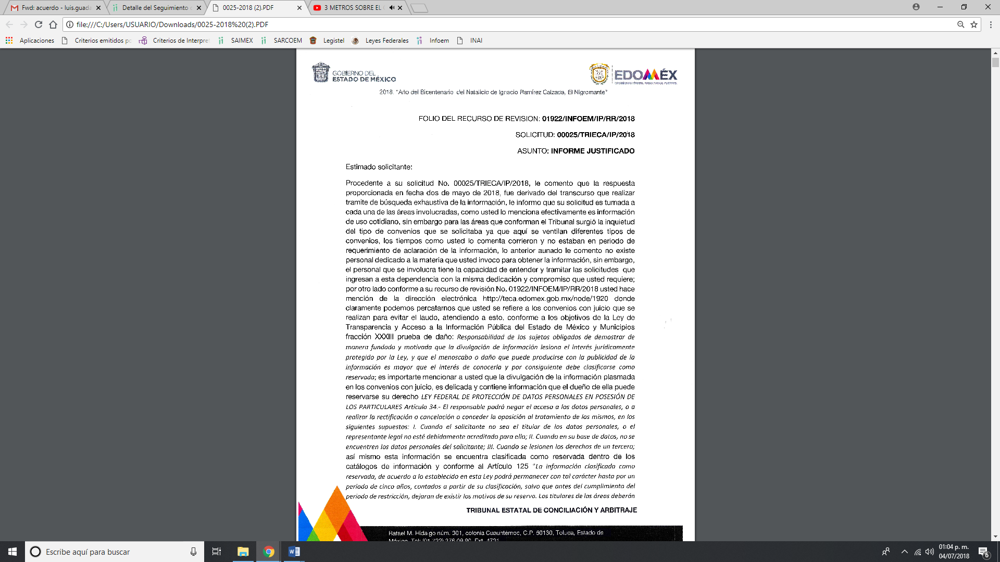 Fwd: acuerdo - luis.guada
Detalle del Seguimiento d
0025-2018 (2).PDF
3 METROS SOBRE EL
file:///C:/Users/USUARIO/Downloads/0025-2018%20(2).PDF
Aplicaciones
Criterios emitidos po
Criterios de Interpret
SAIMEX
SARCOEM
Legistel
Leyes Federales
Infoem
INAI
GOBIERNO DEL
ESTADO DE MÉXICO
EDOMÉX
DECISIONES FIRMES, RESULTADOS FUERTES.
2018. "Año del Bicentenario del Natalicio de Ignacio Ramírez Calzada, El Nigromante"
FOLIO DEL RECURSO DE REVISION: 01922/INFOEM/IP/RR/2018
SOLICITUD: 00025/TRIECA/IP/2018
ASUNTO: INFORME JUSTIFICADO
Estimado solicitante:
Procedente a su solicitud No. 00025/TRIECA/IP/2018, le comento que la respuesta
proporcionada en fecha dos de mayo de 2018, fue derivado del transcurso que realizar
tramite de búsqueda exhaustiva de la información, le informo que su solicitud es turnada a
cada una de las áreas involucradas, como usted lo menciona efectivamente es información
de uso cotidiano, sin embargo para las áreas que conforman el Tribunal surgió la inquietud
del tipo de convenios que se solicitaba ya que aquí se ventilan diferentes tipos de
convenios, los tiempos como usted lo comenta corrieron y no estaban en periodo de
requerimiento de aclaración de la información, lo anterior aunado le comento no existe
personal dedicado a la materia que usted invoco para obtener la información, sin embargo,
el personal que se involucra tiene la capacidad de entender y tramitar las solicitudes que
ingresan a esta dependencia con la misma dedicación y compromiso que usted requiere;
por otro lado conforme a su recurso de revisión No. 01922/INFOEM/IP/RR/2018 usted hace
mención de la dirección electrónica http://teca.edomex.gob.mx/node/1920 donde
claramente podemos percatarnos que usted se refiere a los convenios con juicio que se
realizan para evitar el laudo, atendiendo a esto, conforme a los objetivos de la Ley de
Transparencia y Acceso a la Información Pública del Estado de México y Municipios
fracción XXXIII prueba de daño: Responsabilidad de los sujetos obligados de demostrar de
manera fundada y motivada que la divulgación de información lesiona el interés jurídicamente
protegido por la Ley, y que el menoscabo o daño que puede producirse con la publicidad de la
información es mayor que el interés de conocerla y por consiguiente debe clasificarse como
reservada; es importarte mencionar a usted que la divulgación de la información plasmada
en los convenios con juicio, es delicada y contiene información que el dueño de ella puede
reservarse su derecho LEY FEDERAL DE PROTECCIÓN DE DATOS PERSONALES EN POSESIÓN DE
LOS PARTICULARES Artículo 34.- El responsable podrá negar el acceso a los datos personales, o a
realizar la rectificación o cancelación o conceder la oposición al tratamiento de los mismos, en los
siguientes supuestos: I. Cuando el solicitante no sea el titular de los datos personales, o el
representante legal no esté debidamente acreditado para ello; II. Cuando en su base de datos, no se
encuentren los datos personales del solicitante; III. Cuando se lesionen los derechos de un tercero;
así mismo esta información se encuentra clasificada como reservada dentro de los
catálogos de información y conforme al Artículo 125 "La información clasificada como
reservada, de acuerdo a lo establecido en esta Ley podrá permanecer con tal carácter hasta por un
periodo de cinco años, contados a partir de su clasificación, salvo que antes del cumplimiento del
periodo de restricción, dejaran de existir los motivos de su reserva. Los titulares de las áreas deberán
TRIBUNAL ESTATAL DE CONCILIACIÓN Y ARBITRAJE
Rafael M. Hidalgo núm. 301, colonia Cuauhtémoc, C.P. 50130, Toluca, Estado de
México. Tel: (01 722) 276 09 80, Ext. 4731
Escribe aquí para buscar
01:04 p. m.
04/07/2018
6